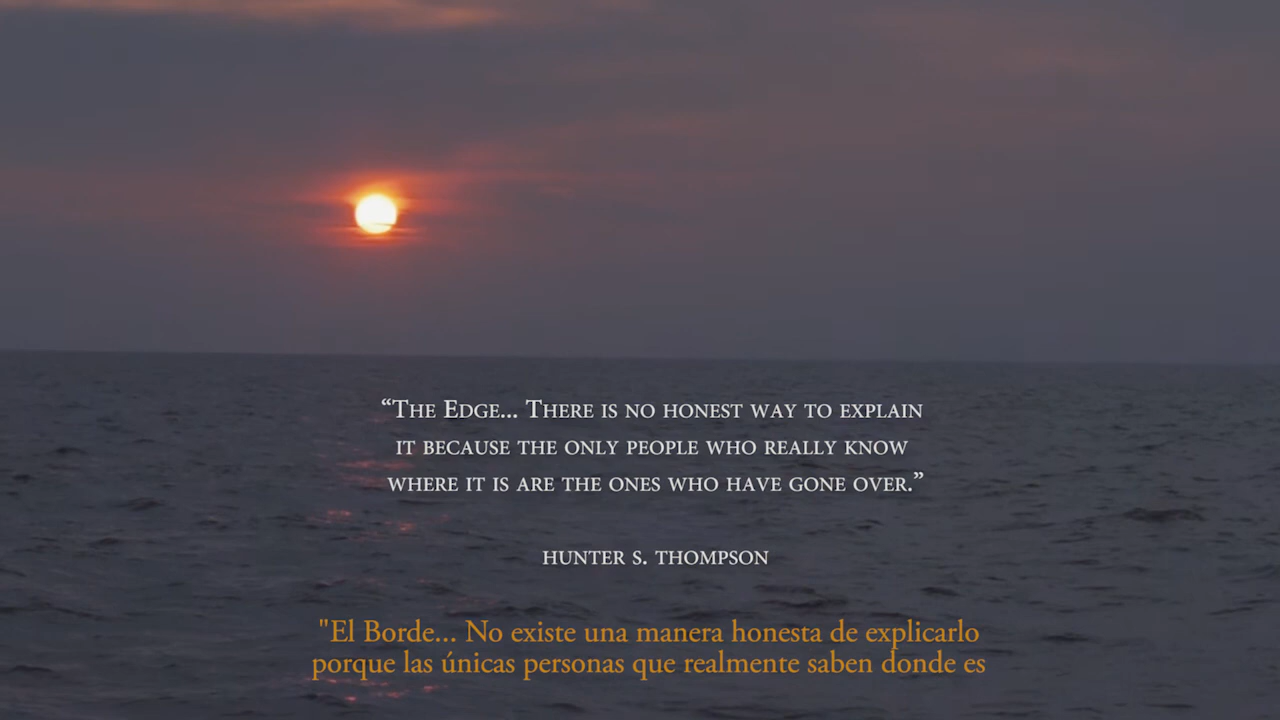 “The Edge... There is no honest way to explain
it because the only people who really know
where it is are the ones who have gone over.”
hunter s. thompson
"El Borde... No existe una manera honesta de explicarlo
porque las únicas personas que realmente saben donde es